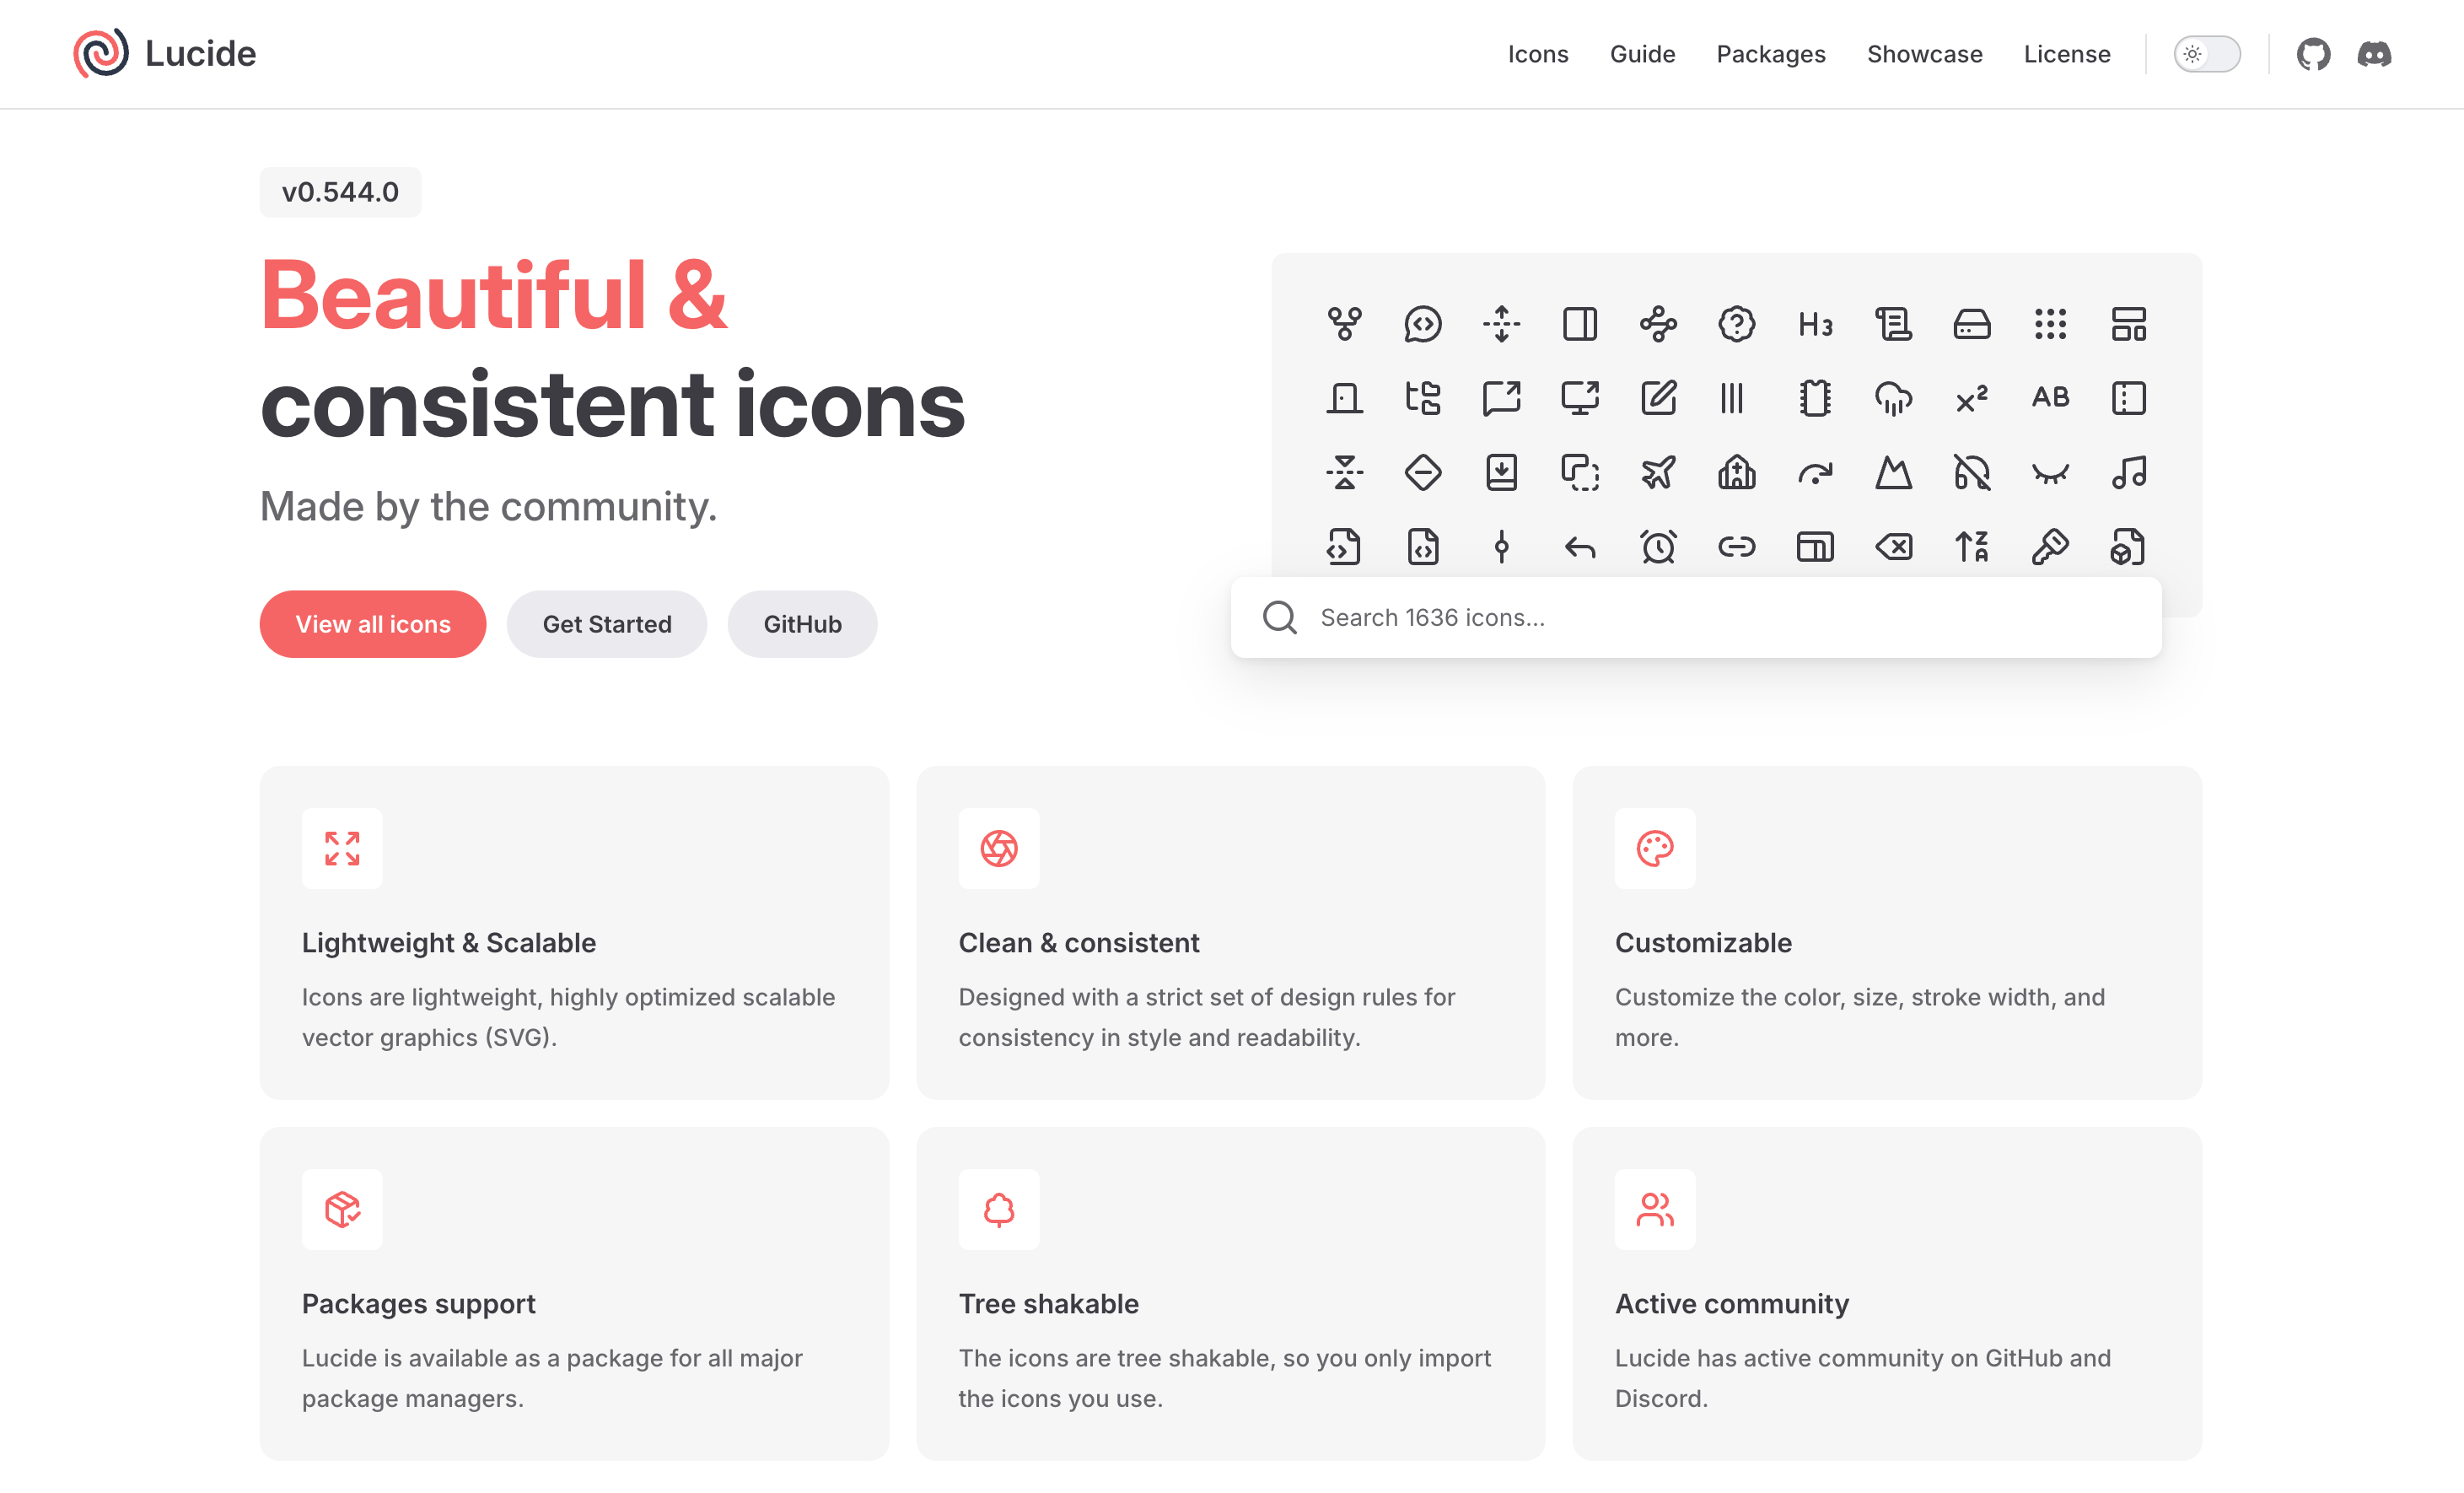 Lucide
Icons
Guide
Packages
Showcase
License
v0.544.0
Beautiful &
consistent icons
Made by the community.
View all icons
Get Started
GitHub
H3
x²
AB
Z
A
Search 1636 icons...
Lightweight & Scalable
Icons are lightweight, highly optimized scalable
vector graphics (SVG).
Clean & consistent
Designed with a strict set of design rules for
consistency in style and readability.
Customizable
Customize the color, size, stroke width, and
more.
Packages support
Lucide is available as a package for all major
package managers.
Tree shakable
The icons are tree shakable, so you only import
the icons you use.
Active community
Lucide has active community on GitHub and
Discord.